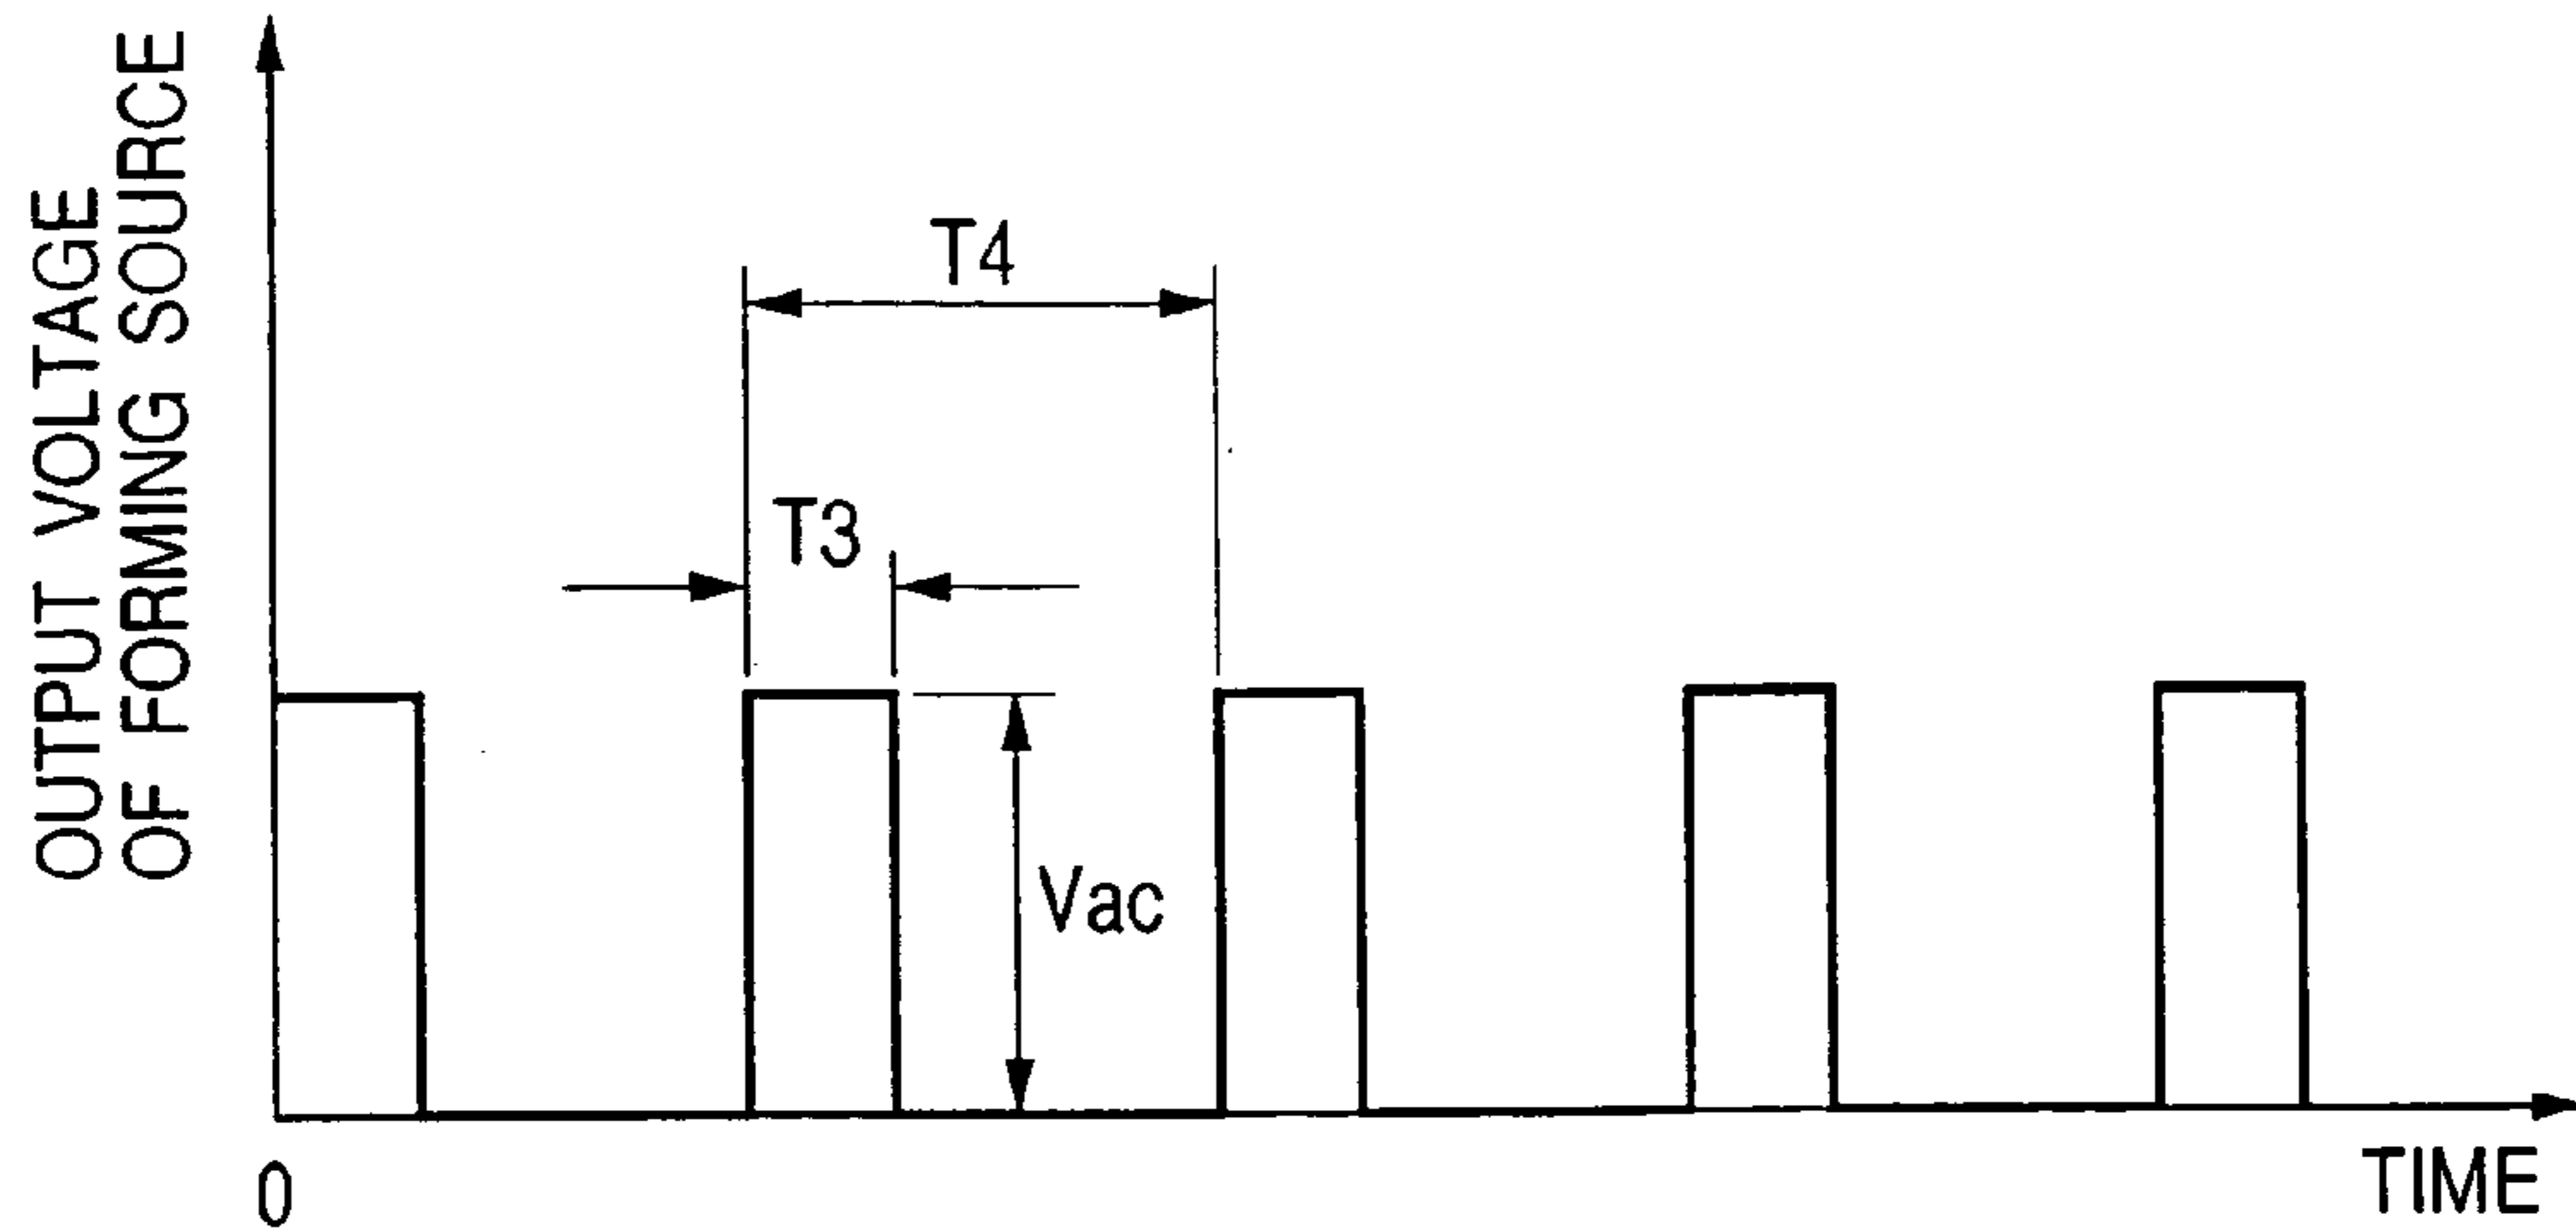 OUTPUT VOLTAGE
OF FORMING SOURCE
T4
T3
Vac
0
TIME